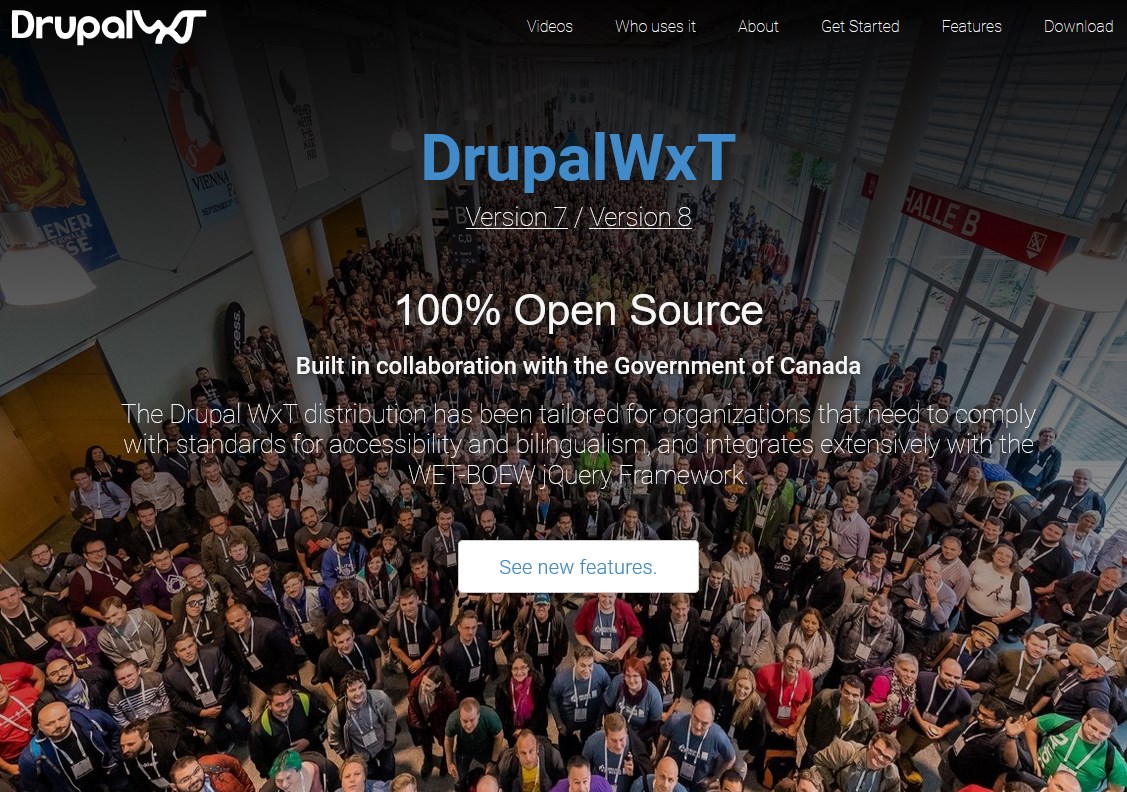 DrupalWxT
Videos
Who uses it
About
Get Started
Features
Download
DrupalWxT
Version 7 / Version 8
HALLE B
VIENNA
100% Open Source
Built in collaboration with the Government of Canada
The Drupal WxT distribution has been tailored for organizations that need to comply
with standards for accessibility and bilingualism, and integrates extensively with the
WET-BOEW jQuery Framework.
See new features.